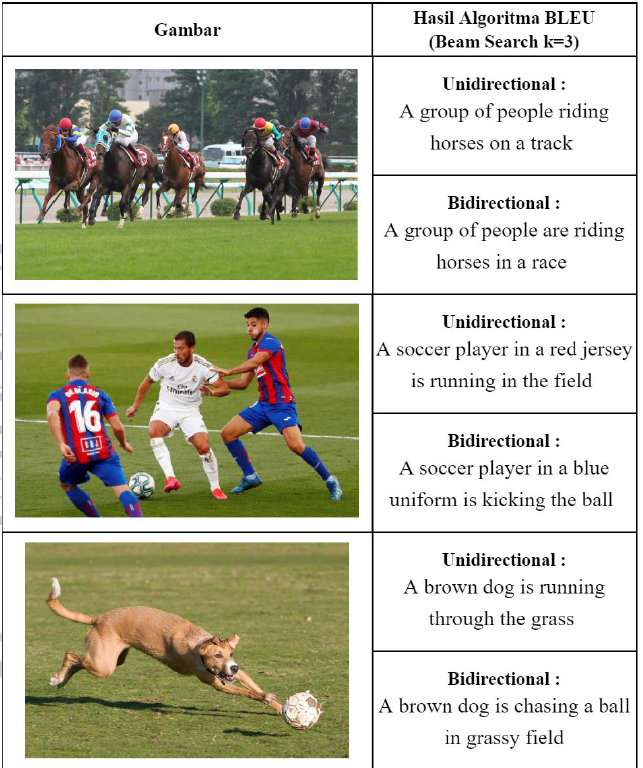 Gambar
Hasil Algoritma BLEU
(Beam Search k=3)
Unidirectional :
A group of people riding
horses on a track
Bidirectional :
A group of people are riding
horses in a race
Unidirectional :
A soccer player in a red jersey
is running in the field
Bidirectional :
A soccer player in a blue
uniform is kicking the ball
16
Unidirectional :
A brown dog is running
through the grass
Bidirectional :
A brown dog is chasing a ball
in grassy field